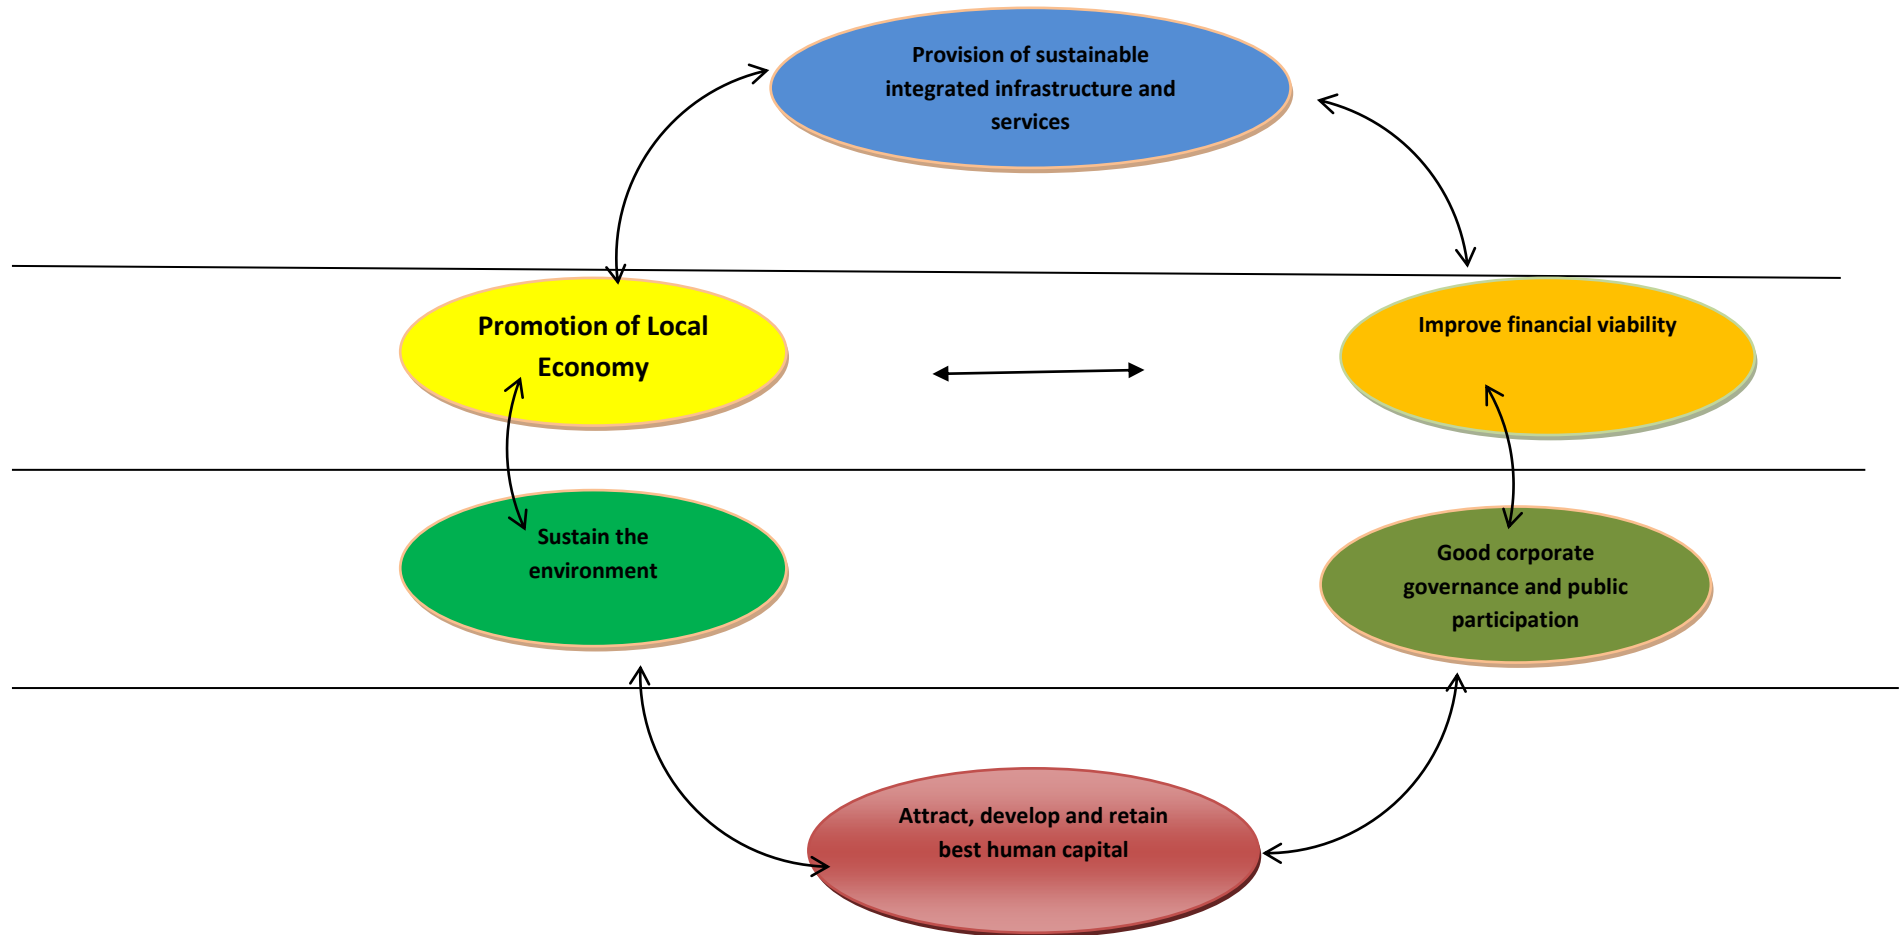 Provision of sustainable
integrated infrastructure and
services
Promotion of Local
Economy
Improve financial viability
Sustain the
environment
Good corporate
governance and public
participation
Attract, develop and retain
best human capital